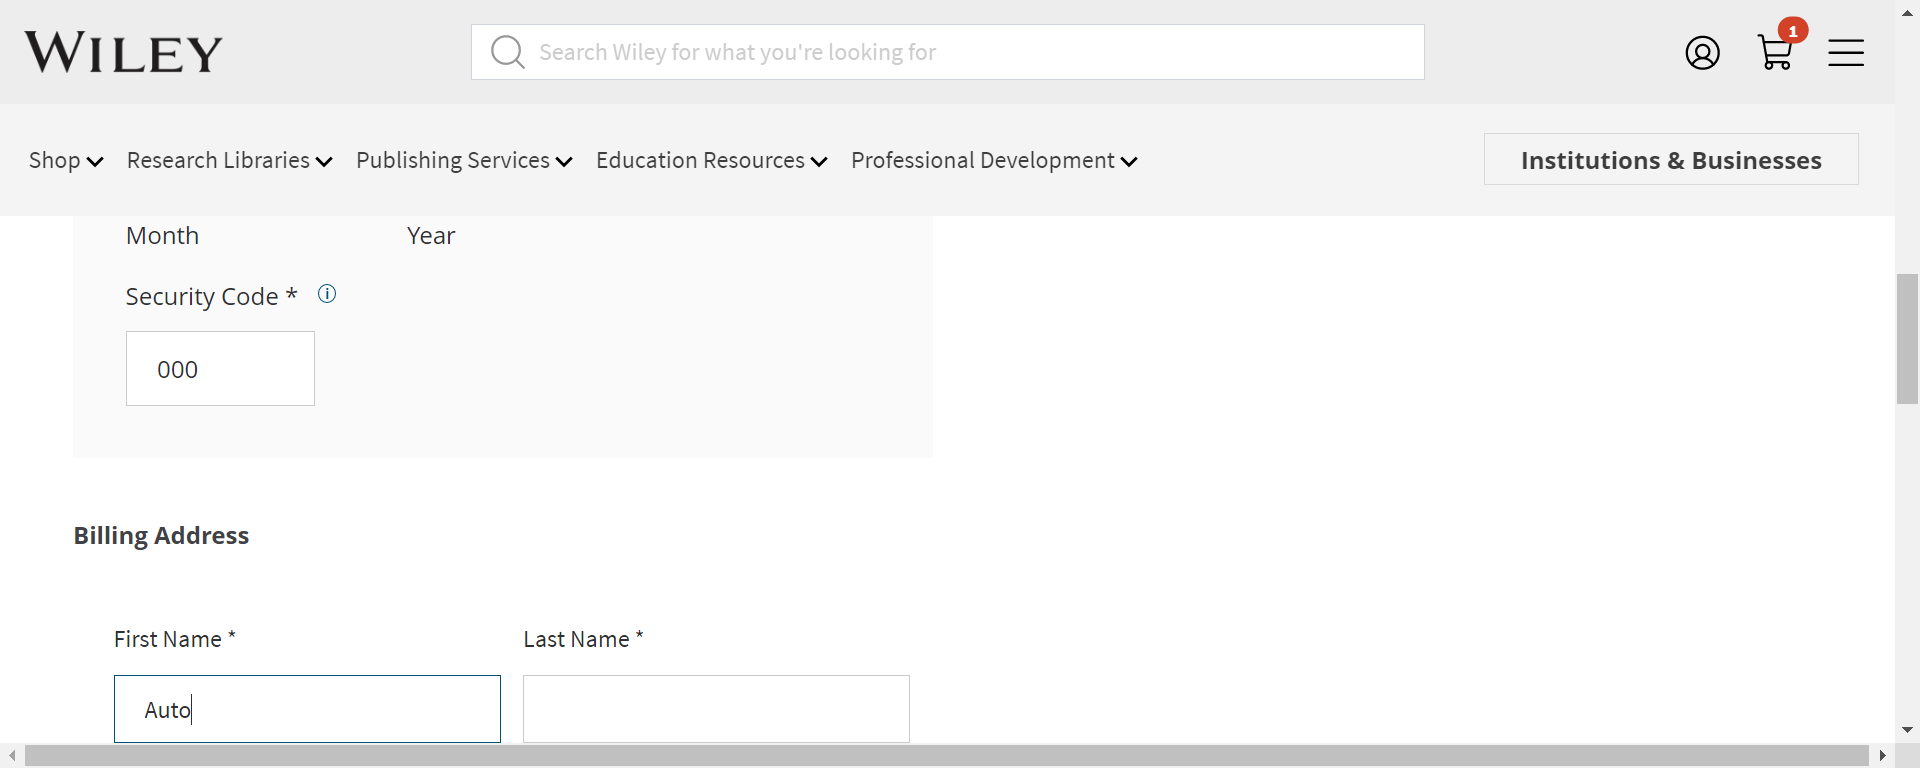 WILEY
Search Wiley for what you're looking for
1
Shop Research Libraries Publishing Services Education Resources Professional Development Institutions & Businesses
Month Year
Security Code *
000
Billing Address
First Name * Last Name *
Auto